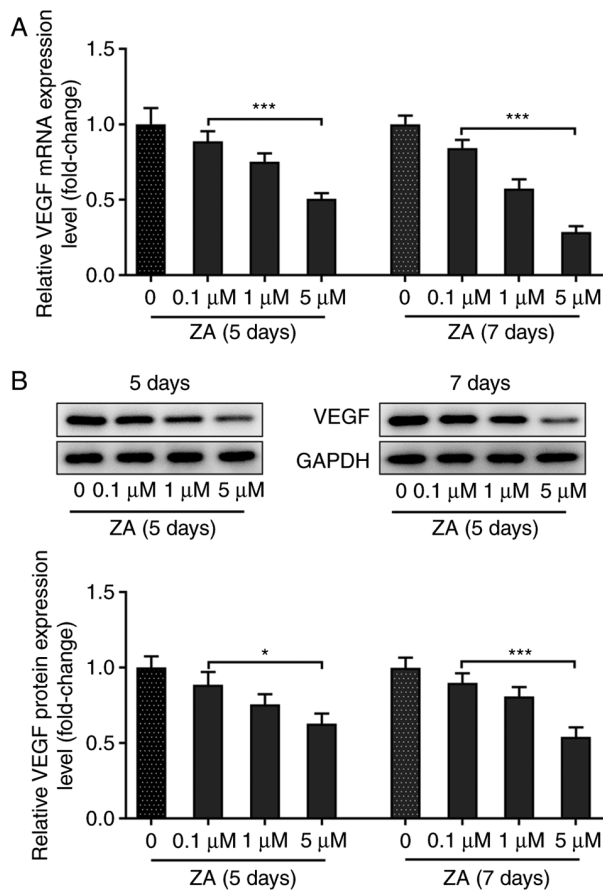 A
Relative VEGF mRNA expression
level (fold-change)
1.5
1.0
0.5
0.0
***
***
0 0.1 μM 1 μM 5 μM
0 0.1 μM 1 μM 5 μM
ZA (5 days)
ZA (7 days)
B
5 days
7 days
VEGF
GAPDH
0 0.1 μM 1 μM 5 μM
0 0.1 μM 1 μM 5 μM
ZA (5 days)
ZA (5 days)
Relative VEGF protein expression
level (fold-change)
1.5
1.0
0.5
0.0
*
***
0 0.1 μM 1 μM 5 μM
0 0.1 μM 1 μM 5 μM
ZA (5 days)
ZA (7 days)